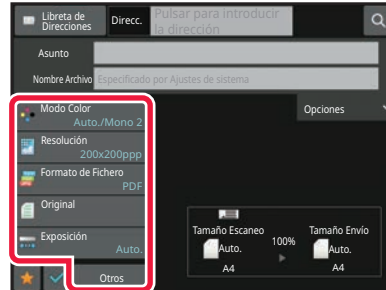 Libreta de
Direcciones
Direcc.
Pulsar para introducir
la dirección
Asunto
Nombre Archivo
Especificado por Ajustes de sistema
Modo Color
Auto./Mono 2
Opciones
Resolución
200x200ppp
Formato de Fichero
PDF
Original
Exposición
Auto.
Tamaño Escaneo
100%
Tamaño Envío
Auto.
Auto.
A4
A4
Otros